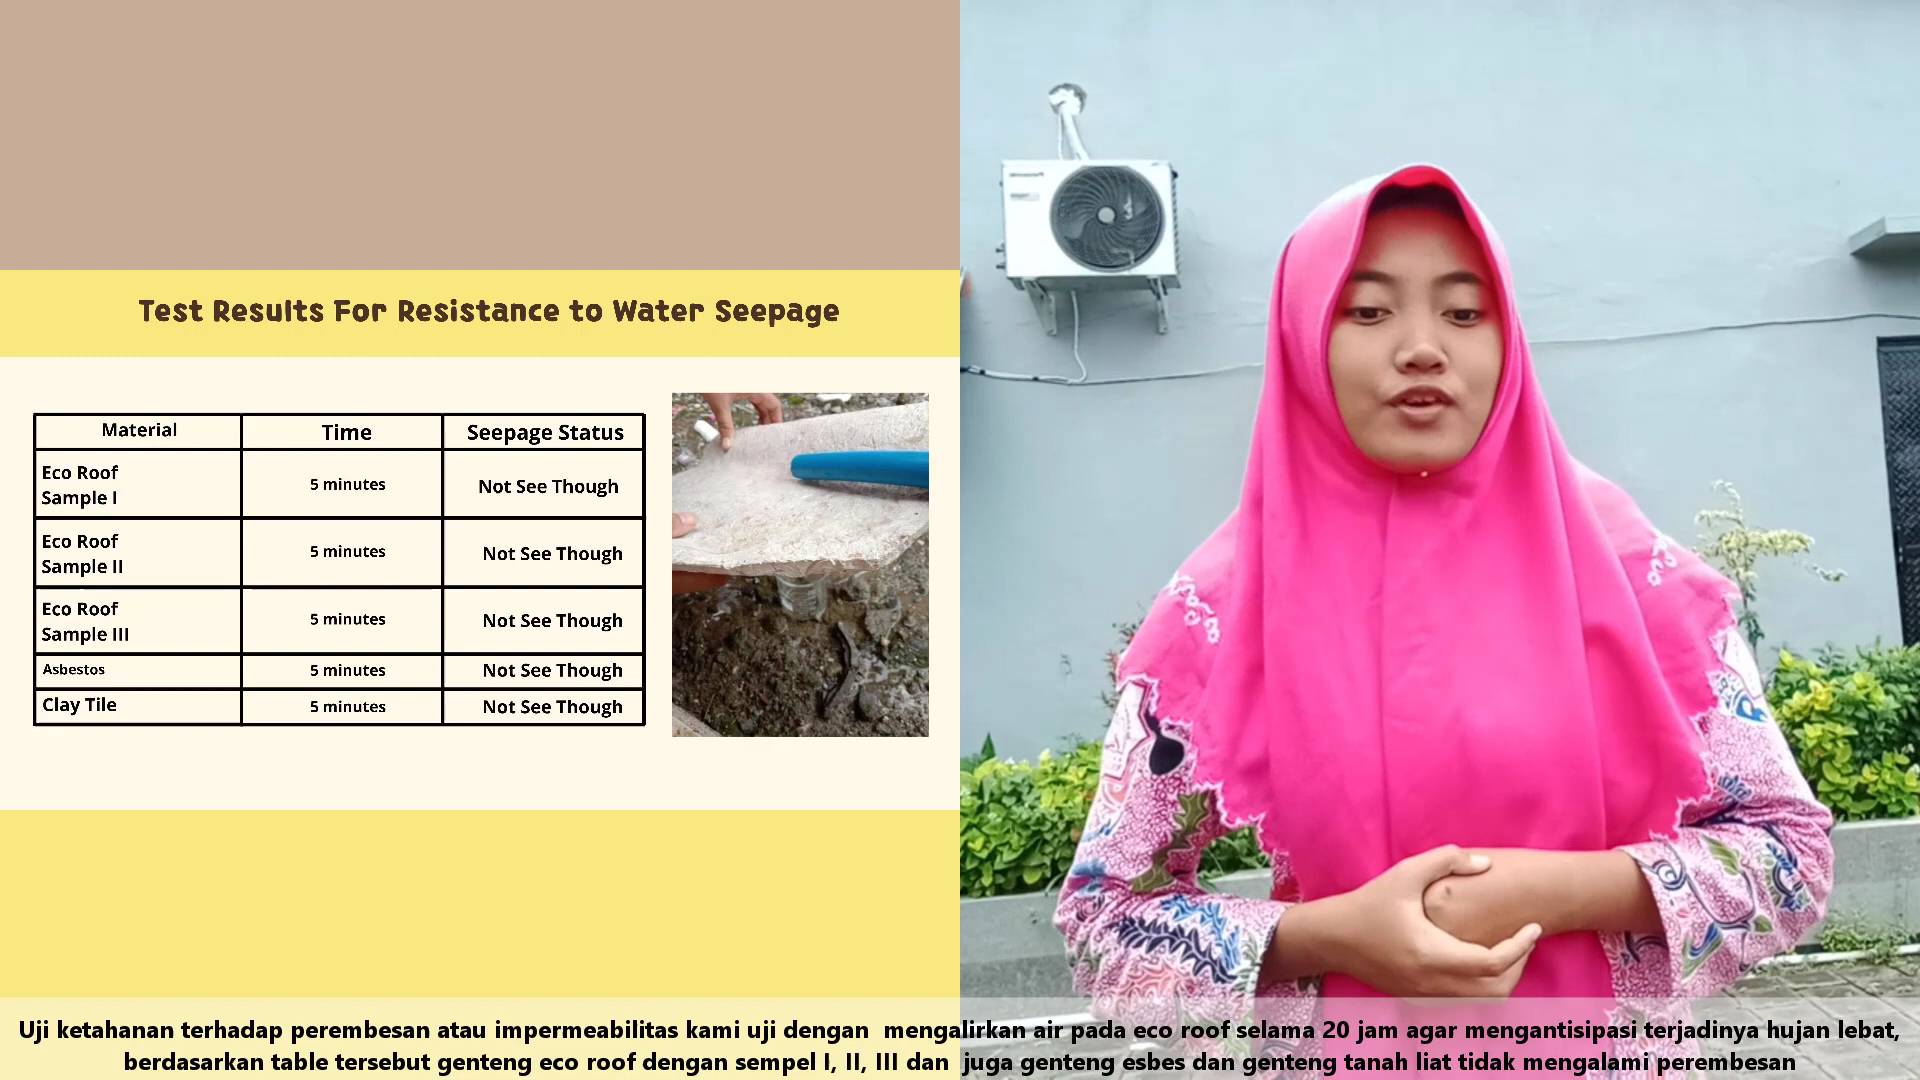 Test Results For Resistance to Water Seepage
Material Time Seepage Status
Eco Roof
Sample I
5 minutes Not See Though
Eco Roof
Sample II
5 minutes Not See Though
Eco Roof
Sample III
5 minutes Not See Though
Asbestos 5 minutes Not See Though
Clay Tile 5 minutes Not See Though
Uji ketahanan terhadap perembesan atau impermeabilitas kami uji dengan mengalirkan air pada eco roof selama 20 jam agar mengantisipasi terjadinya hujan lebat,
berdasarkan table tersebut genteng eco roof dengan sempel I, II, III dan juga genteng esbes dan genteng tanah liat tidak mengalami perembesan